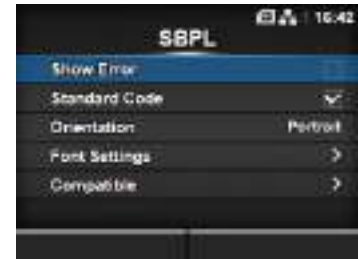 16:42
SBPL
Show Error
Standard Code
Orientation Portrait
Font Settings
Compatible